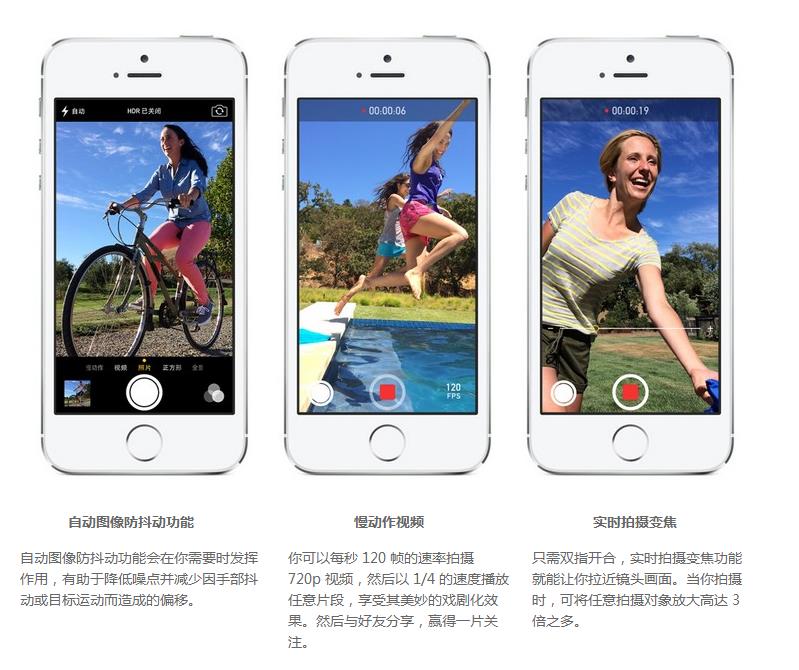 自动
HDR 已关闭
慢动作 视频 照片 正方形 全景
00:00:06
120
FPS
00:00:19
自动图像防抖动功能
自动图像防抖动功能会在你需要时发挥
作用，有助于降低噪点并减少因手部抖
动或目标运动而造成的偏移。
慢动作视频
你可以每秒 120 帧的速率拍摄
720p 视频，然后以 1/4 的速度播放
任意片段，享受其美妙的戏剧化效
果。然后与好友分享，赢得一片关
注。
实时拍摄变焦
只需双指开合，实时拍摄变焦功能
就能让你拉近镜头画面。当你拍摄
时，可将任意拍摄对象放大高达 3
倍之多。